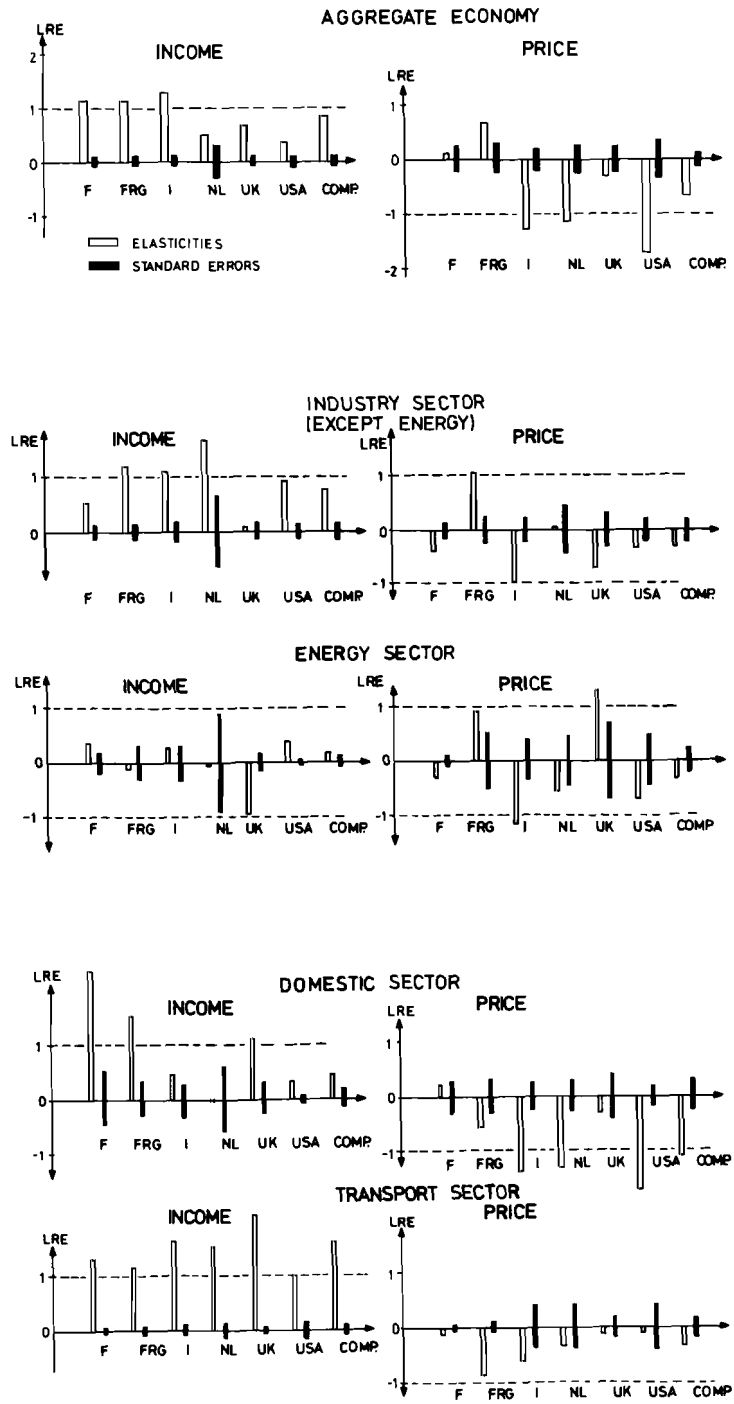 AGGREGATE ECONOMY
LRE
INCOME
2
1
0
-1
F FRG I NL UK USA COMP.
ELASTICITIES
STANDARD ERRORS
PRICE
LRE
1
0
-1
-2
F FRG I NL UK USA COMP.
INDUSTRY SECTOR
(EXCEPT ENERGY)
LRE
INCOME
1
0
F FRG I NL UK USA COMP.
LRE
PRICE
1
0
-1
F FRG I NL UK USA COMP.
ENERGY SECTOR
LRE
INCOME
1
0
-1
F FRG I NL UK USA COMP.
LRE
PRICE
1
0
-1
F FRG I NL UK USA COMP.
DOMESTIC SECTOR
LRE
INCOME
1
0
-1
F FRG I NL UK USA COMP.
LRE
PRICE
1
0
-1
F FRG I NL UK USA COMP.
TRANSPORT SECTOR
LRE
INCOME
1
0
F FRG I NL UK USA COMP.
LRE
PRICE
1
0
-1
F FRG I NL UK USA COMP.